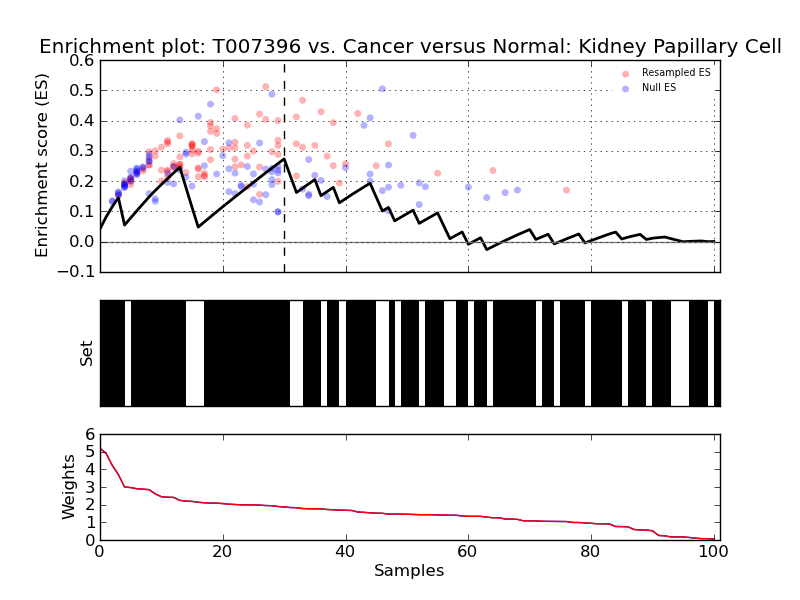 Enrichment plot: T007396 vs. Cancer versus Normal: Kidney Papillary Cell
0.6
0.5
0.4
0.3
0.2
0.1
0.0
−0.1
Enrichment score (ES)
Resampled ES
Null ES
Set
6
5
4
3
2
1
0
Weights
0 20 40 60 80 100
Samples